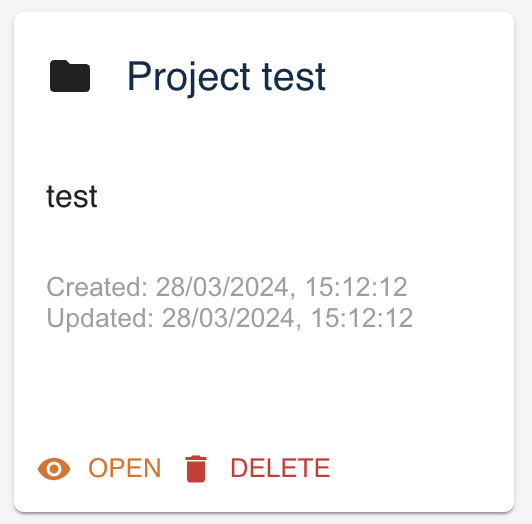 Project test
test
Created: 28/03/2024, 15:12:12
Updated: 28/03/2024, 15:12:12
OPEN DELETE